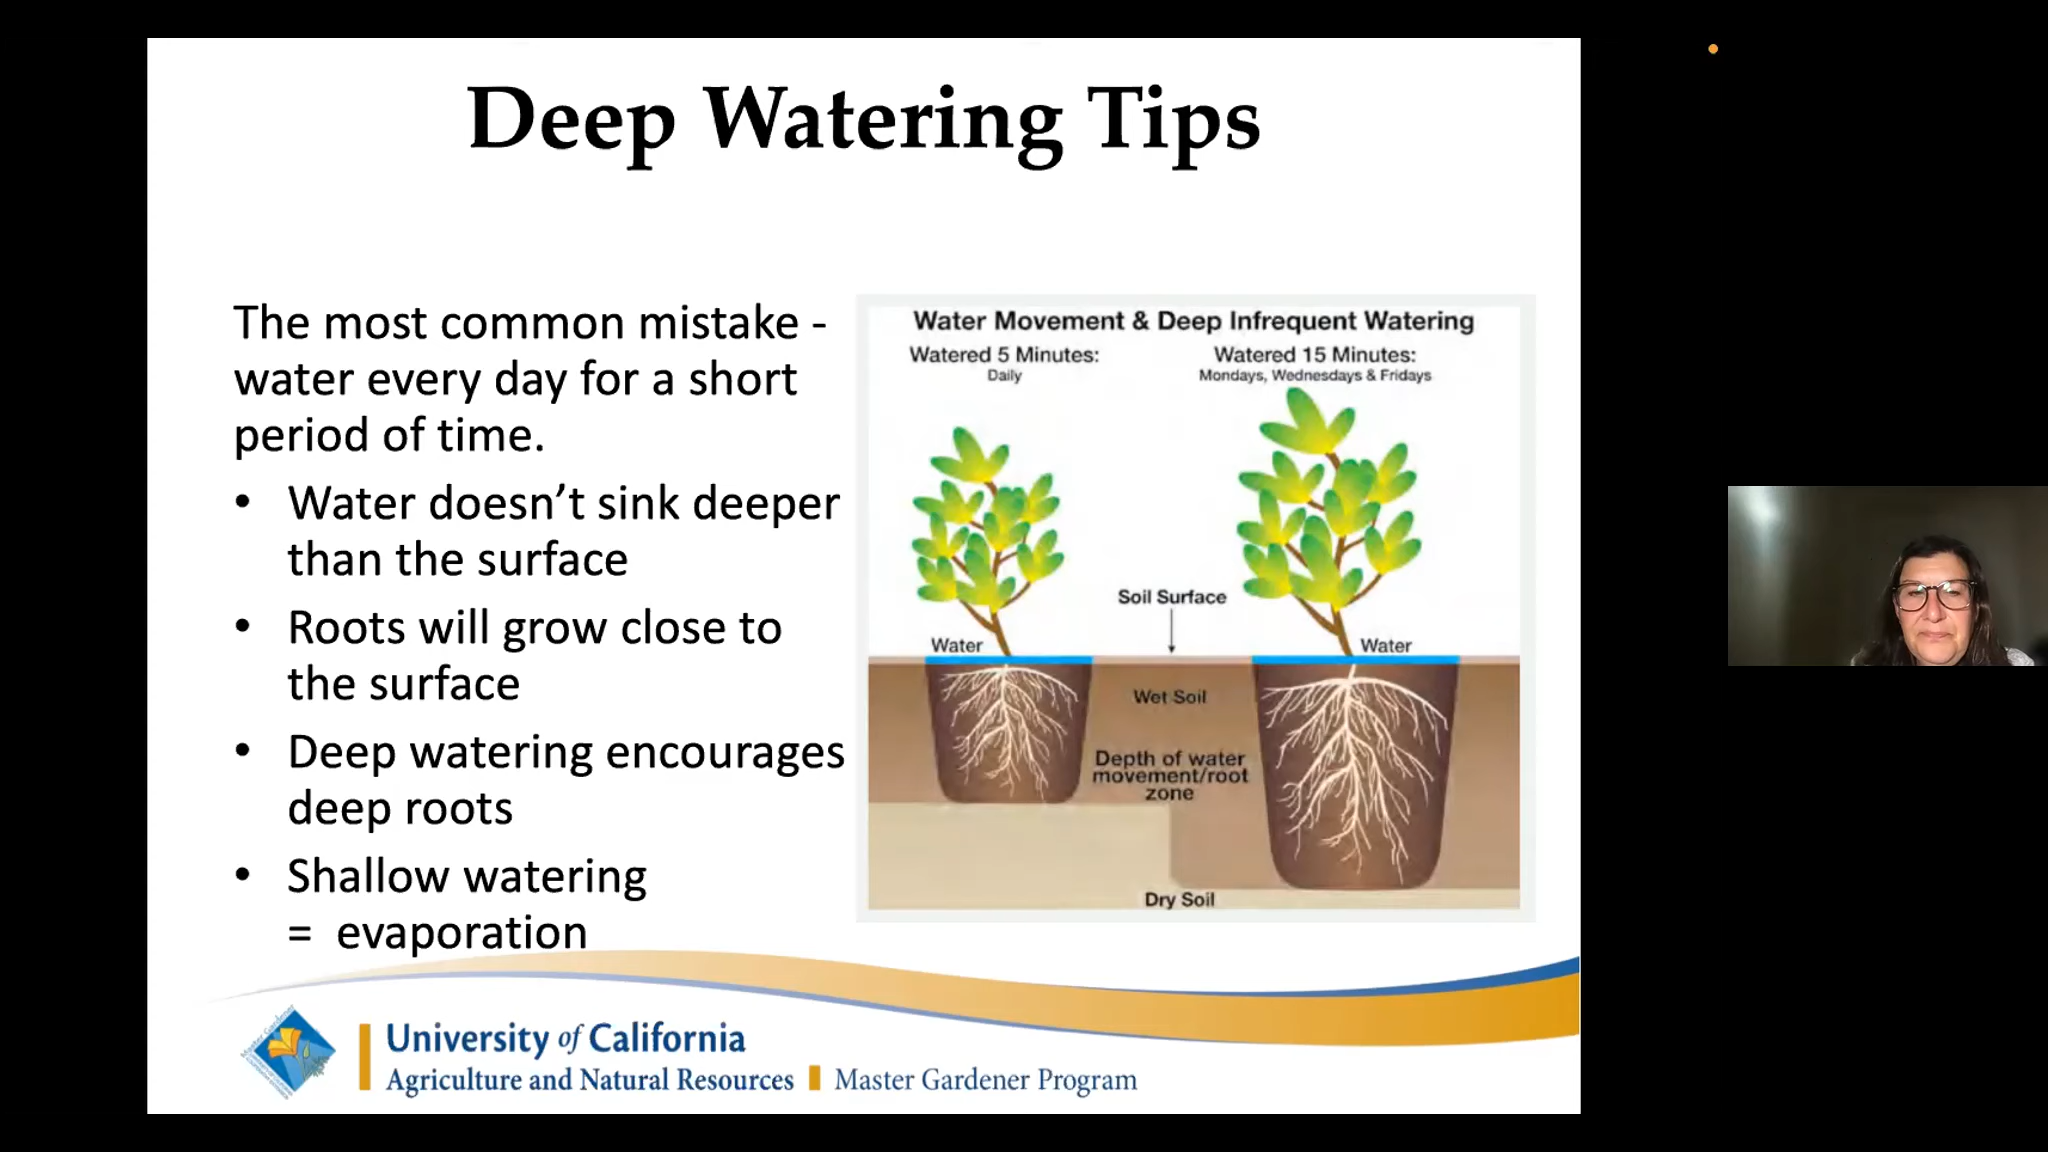 Deep Watering Tips
The most common mistake -
water every day for a short
period of time.
• Water doesn’t sink deeper
than the surface
• Roots will grow close to
the surface
• Deep watering encourages
deep roots
• Shallow watering
= evaporation
Water Movement & Deep Infrequent Watering
Watered 5 Minutes:
Daily
Watered 15 Minutes:
Mondays, Wednesdays & Fridays
Soil Surface
Water
Water
Wet Soil
Depth of water
movement/root
zone
Dry Soil
Master Gardener
University of California
Agriculture and Natural Resources
Master Gardener Program